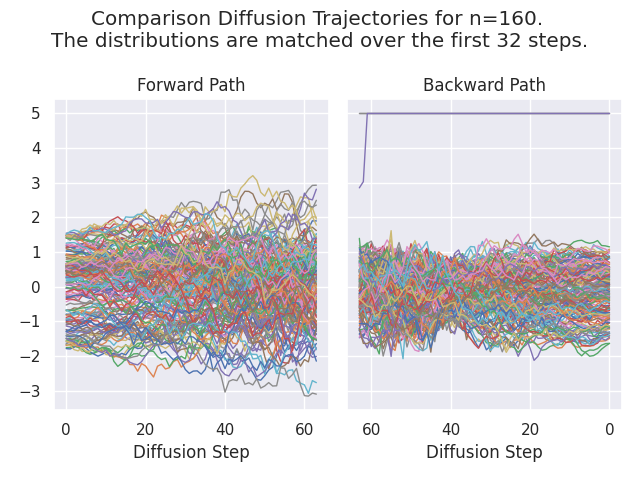 Comparison Diffusion Trajectories for n=160.
The distributions are matched over the first 32 steps.
Forward Path
Backward Path
5
4
3
2
1
0
−1
−2
−3
0
20
40
60
60
40
20
0
Diffusion Step
Diffusion Step